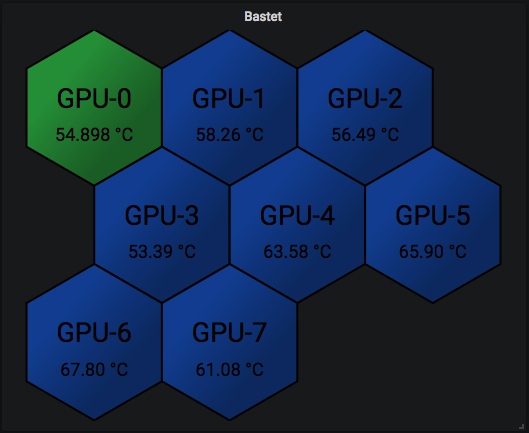 Bastet
GPU-0
54.898 °C
GPU-1
58.26 °C
GPU-2
56.49 °C
GPU-3
53.39 °C
GPU-4
63.58 °C
GPU-5
65.90 °C
GPU-6
67.80 °C
GPU-7
61.08 °C